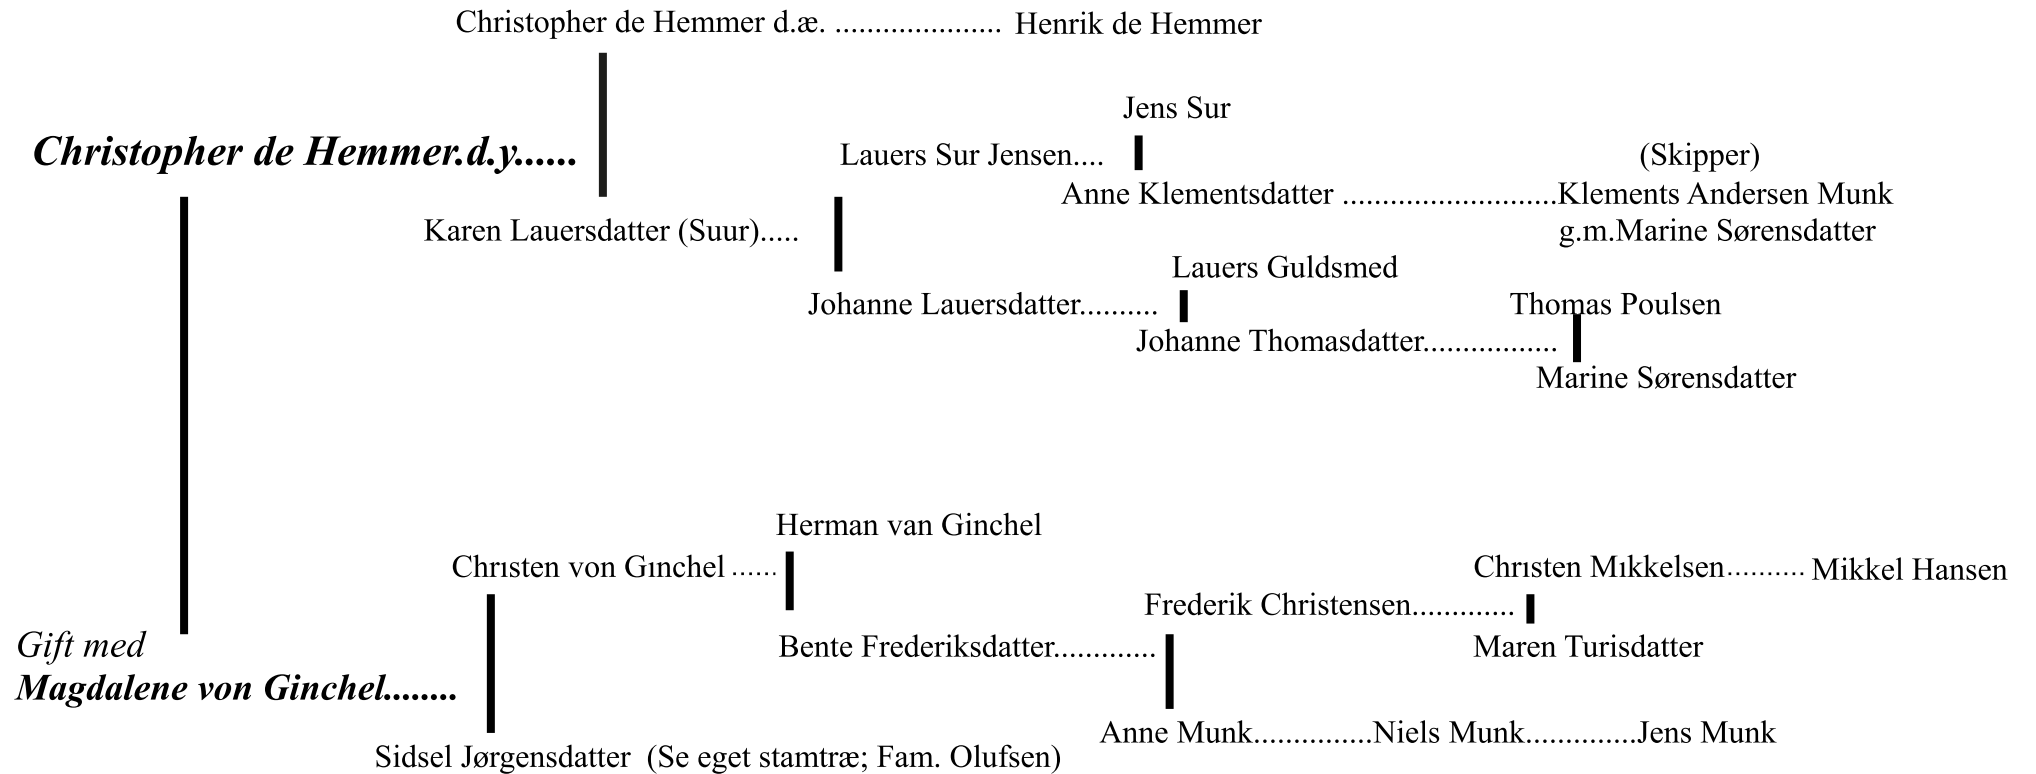 Christopher de Hemmer d.æ. ..................... Henrik de Hemmer
Jens Sur
Christopher de Hemmer.d.y......
Lauers Sur Jensen....
(Skipper)
Anne Klementsdatter ...........................Klements Andersen Munk
Karen Lauersdatter (Suur).....
g.m.Marine Sørensdatter
Lauers Guldsmed
Johanne Lauersdatter..........
Thomas Poulsen
Johanne Thomasdatter.................
Marine Sørensdatter
Herman van Ginchel
Christen von Ginchel ......
Christen Mikkelsen.......... Mikkel Hansen
Frederik Christensen.............
Gift med
Bente Frederiksdatter.............
Maren Turisdatter
Magdalene von Ginchel........
Anne Munk...............Niels Munk..............Jens Munk
Sidsel Jørgensdatter (Se eget stamtræ; Fam. Olufsen)